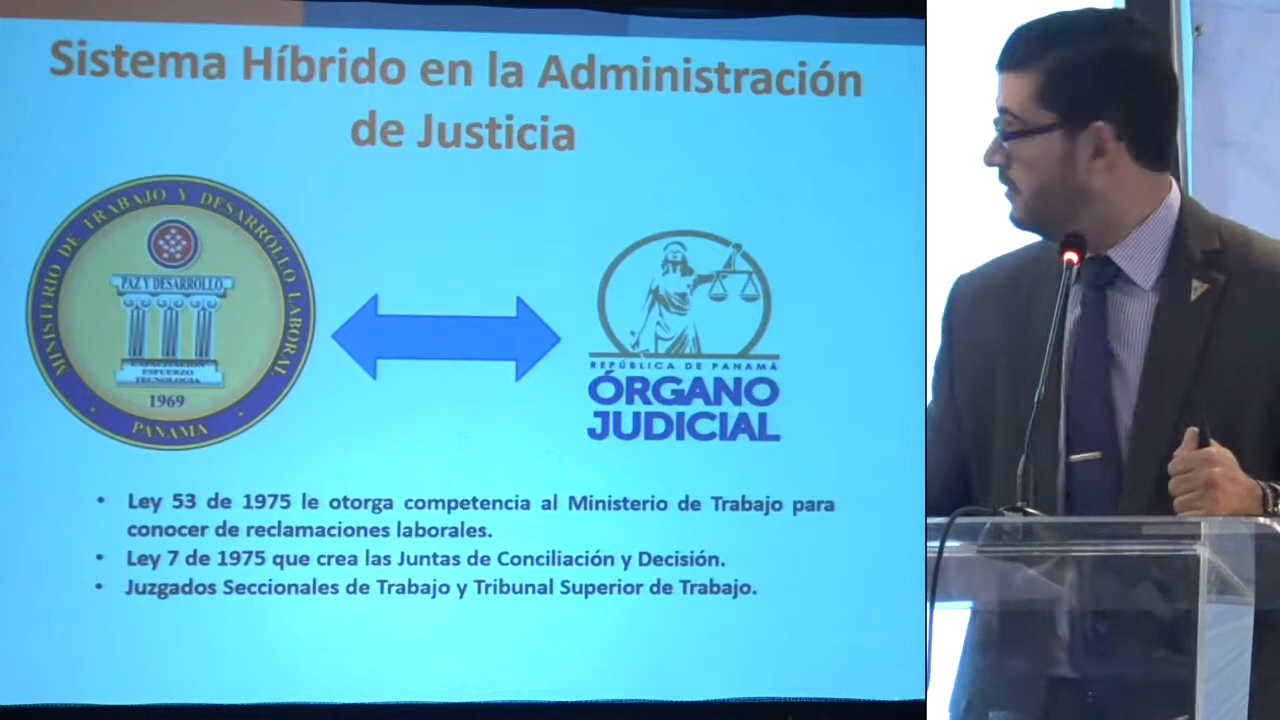 Sistema Híbrido en la Administración
de Justicia
MINISTERIO DE TRABAJO Y DESARROLLO LABORAL
PAZ Y DESARROLLO
CAPACITACION
ESFUERZO
TECNOLOGIA
1969
PANAMA
REPÚBLICA DE PANAMÁ
ÓRGANO
JUDICIAL
• Ley 53 de 1975 le otorga competencia al Ministerio de Trabajo para
conocer de reclamaciones laborales.
• Ley 7 de 1975 que crea las Juntas de Conciliación y Decisión.
• Juzgados Seccionales de Trabajo y Tribunal Superior de Trabajo.